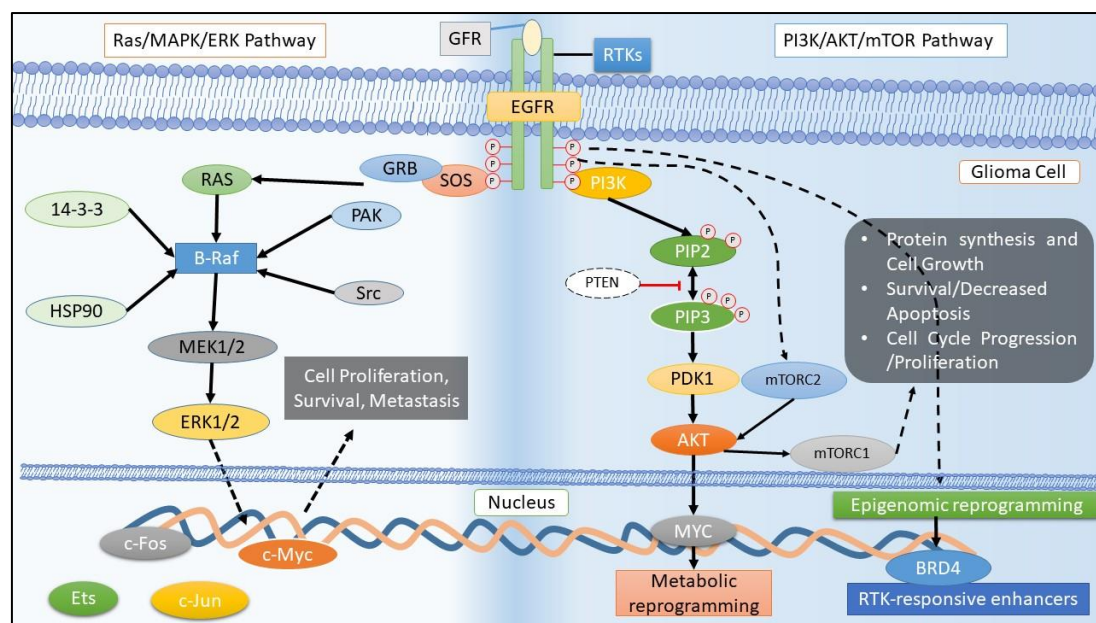 Ras/MAPK/ERK Pathway
GFR
RTKs
PI3K/AKT/mTOR Pathway
EGFR
P
P
P
P
P
P
GRB
SOS
PI3K
Glioma Cell
RAS
14-3-3
PAK
B-Raf
HSP90
Src
MEK1/2
ERK1/2
Cell Proliferation,
Survival, Metastasis
P
P
PIP2
PTEN
P
P
P
PIP3
PDK1
mTORC2
AKT
mTORC1
• Protein synthesis and
Cell Growth
• Survival/Decreased
Apoptosis
• Cell Cycle Progression
/Proliferation
Nucleus
c-Fos
c-Myc
Ets
c-Jun
MYC
Metabolic
reprogramming
Epigenomic reprogramming
BRD4
RTK-responsive enhancers